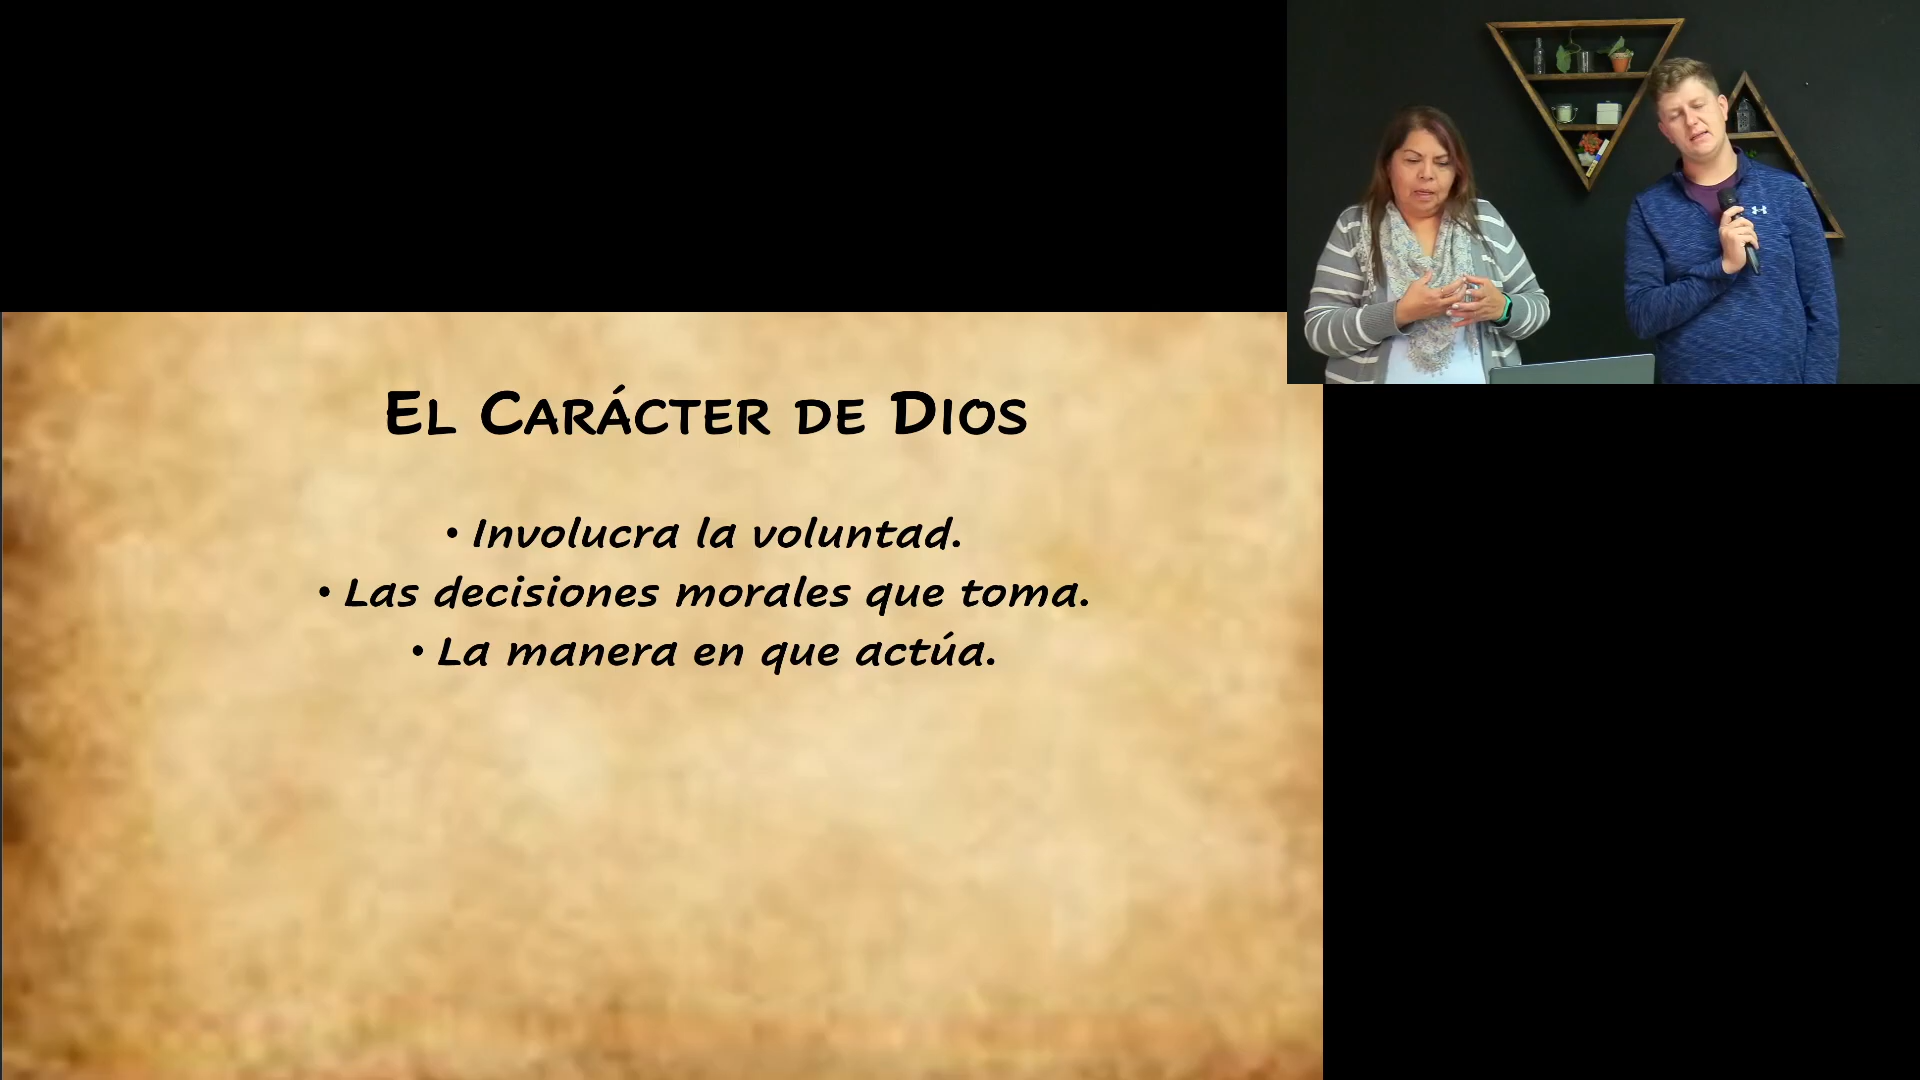 El Carácter de Dios
• Involucra la voluntad.
• Las decisiones morales que toma.
• La manera en que actúa.